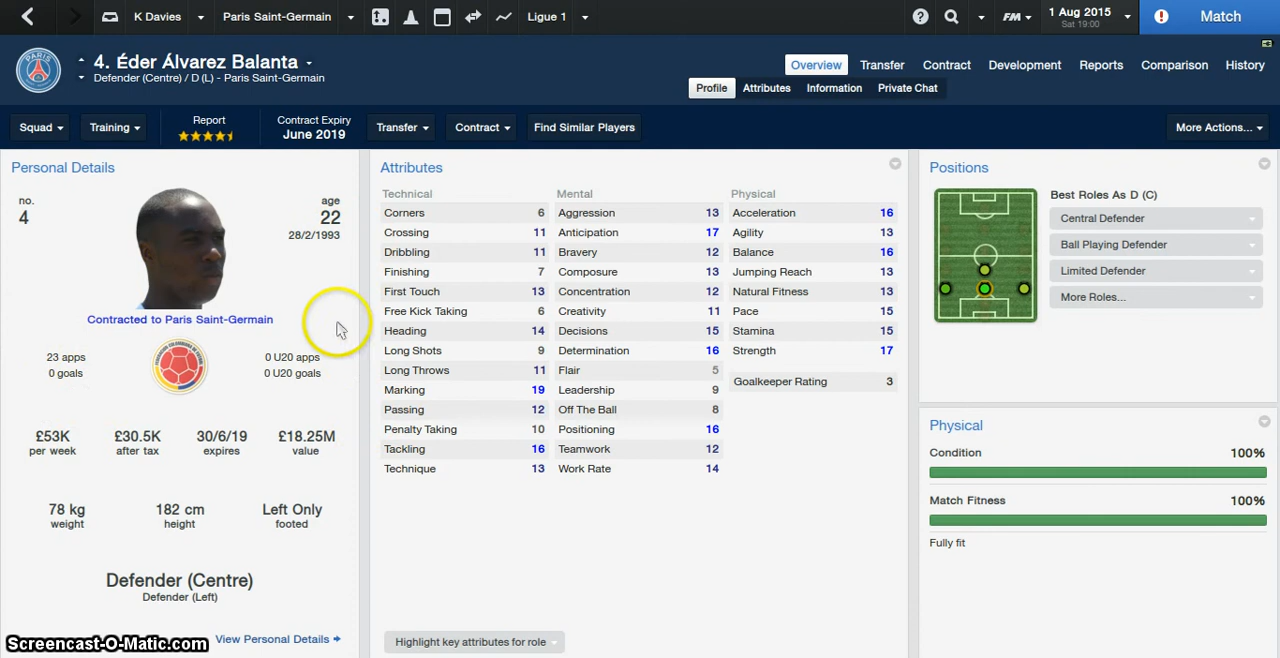 K Davies
Paris Saint-Germain
Ligue 1
FM
1 Aug 2015
Sat 19:00
Match
PARIS
4. Éder Álvarez Balanta
Defender (Centre) / D (L) - Paris Saint-Germain
Overview Transfer Contract Development Reports Comparison History
Profile Attributes Information Private Chat
Squad
Training
Report
Contract Expiry
June 2019
Transfer
Contract
Find Similar Players
More Actions...
Personal Details
no.
4
age
22
28/2/1993
Contracted to Paris Saint-Germain
23 apps
0 goals
0 U20 apps
0 U20 goals
£53K
per week
£30.5K
after tax
30/6/19
expires
£18.25M
value
78 kg
weight
182 cm
height
Left Only
footed
Defender (Centre)
Defender (Left)
View Personal Details
Attributes
Technical
Corners 6
Crossing 11
Dribbling 11
Finishing 7
First Touch 13
Free Kick Taking 6
Heading 14
Long Shots 9
Long Throws 11
Marking 19
Passing 12
Penalty Taking 10
Tackling 16
Technique 13
Mental
Aggression 13
Anticipation 17
Bravery 12
Composure 13
Concentration 12
Creativity 11
Decisions 15
Determination 16
Flair 5
Leadership 9
Off The Ball 8
Positioning 16
Teamwork 12
Work Rate 14
Physical
Acceleration 16
Agility 13
Balance 16
Jumping Reach 13
Natural Fitness 13
Pace 15
Stamina 15
Strength 17
Goalkeeper Rating 3
Highlight key attributes for role
Positions
Best Roles As D (C)
Central Defender
Ball Playing Defender
Limited Defender
More Roles...
Physical
Condition 100%
Match Fitness 100%
Fully fit
Screencast-O-Matic.com